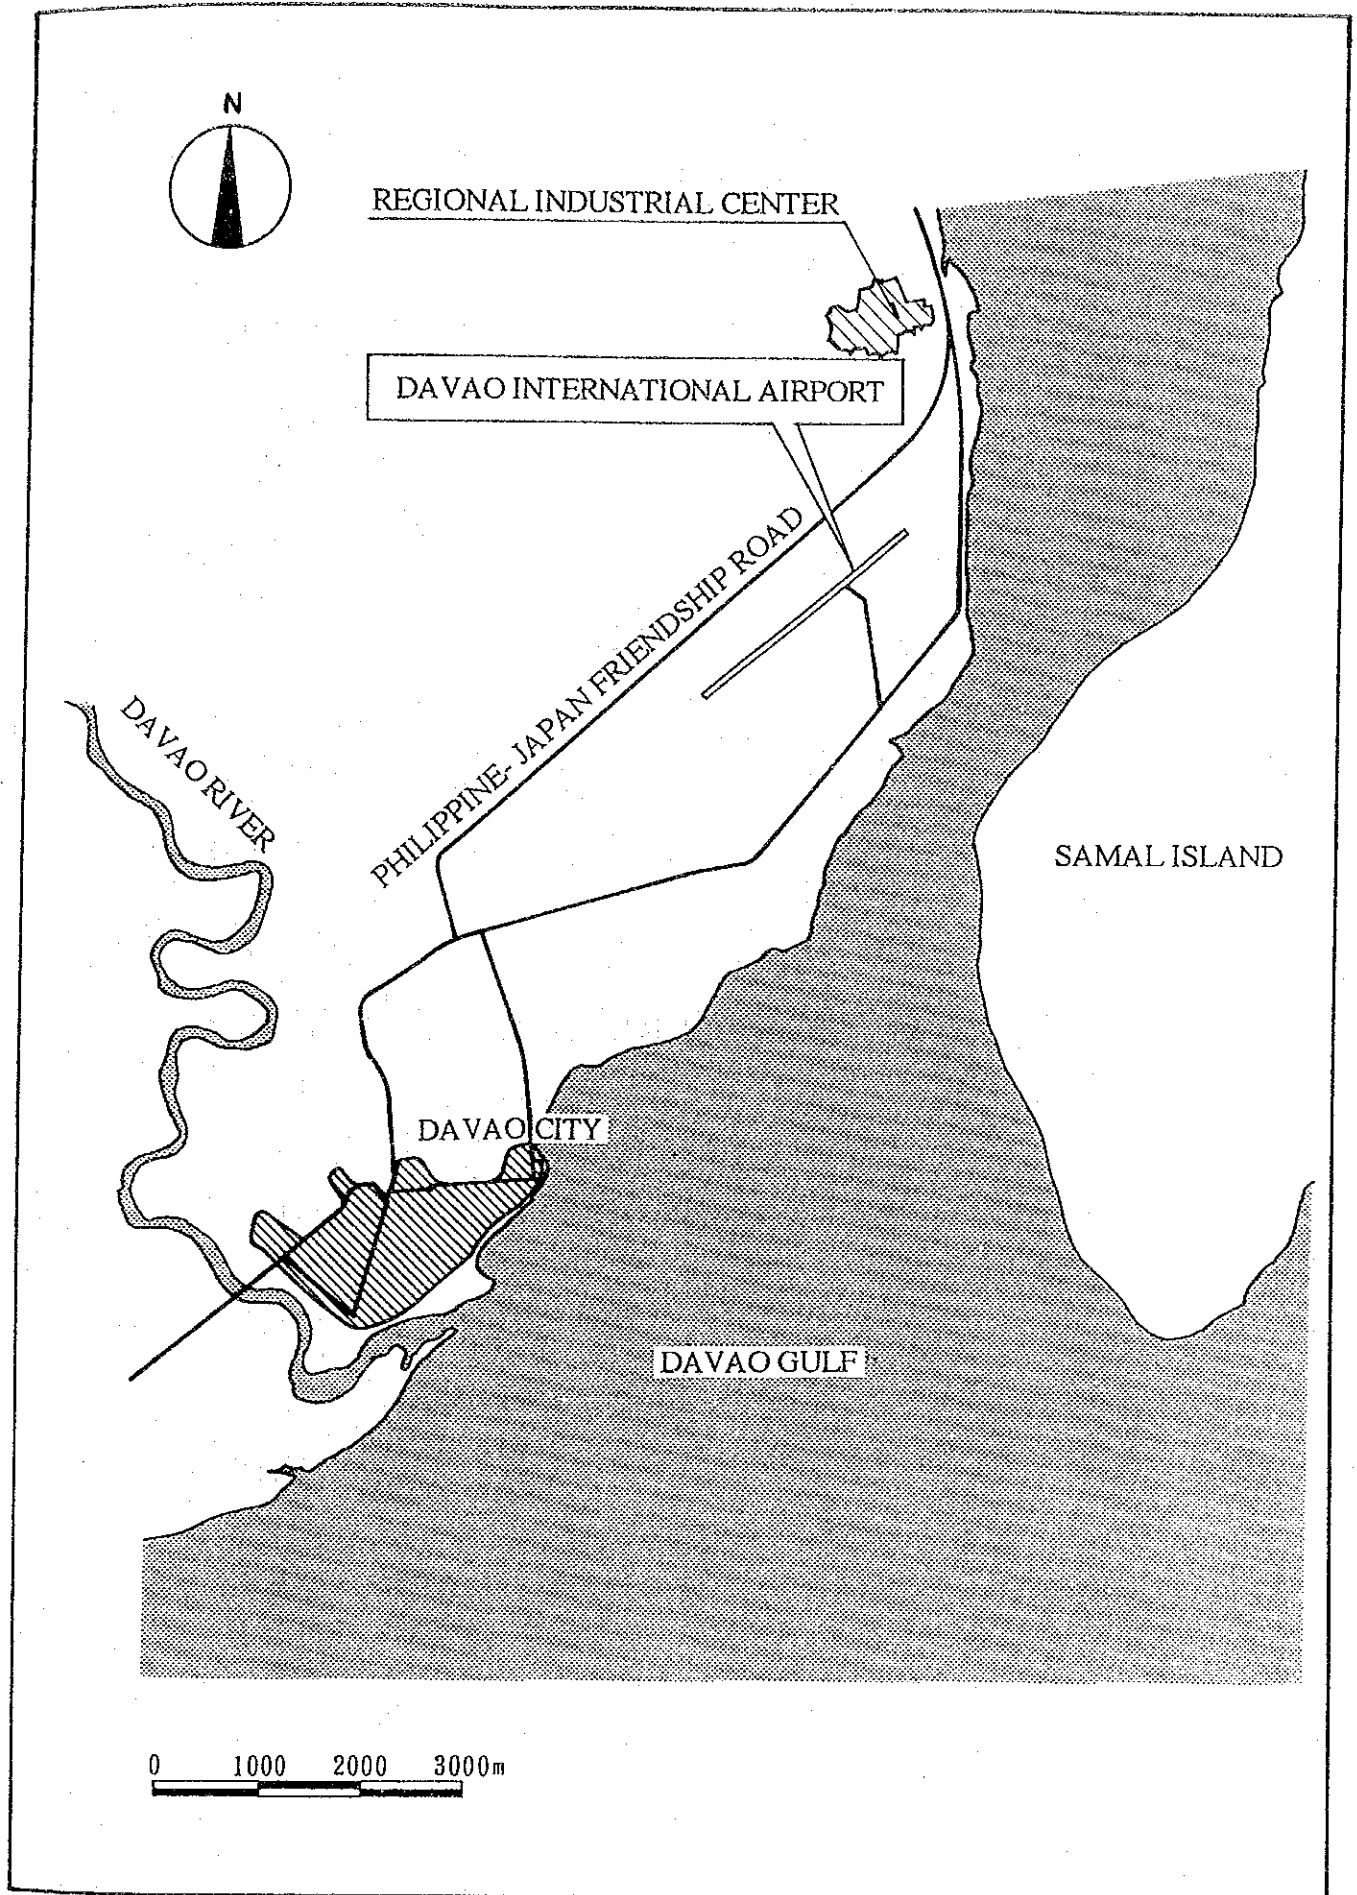 N
REGIONAL INDUSTRIAL CENTER
DAVAO INTERNATIONAL AIRPORT
PHILIPPINE- JAPAN FRIENDSHIP ROAD
DAVAO RIVER
SAMAL ISLAND
DAVAO CITY
DAVAO GULF
0 1000 2000 3000m